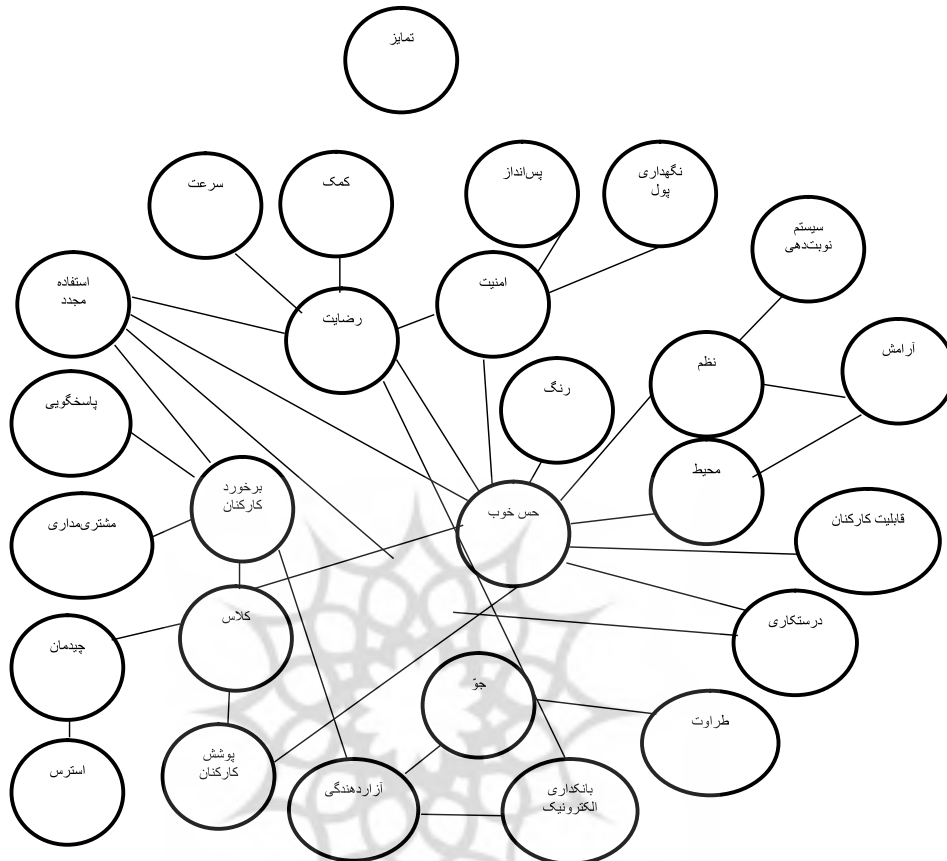 تمایز
سرعت
کمک
پس‌انداز
نگهداری
پول
سیستم
نوبت‌دهی
استفاده
مجدد
رضایت
امنیت
رنگ
نظم
آرامش
پاسخگویی
برخورد
کارکنان
حس خوب
محیط
قابلیت کارکنان
مشتری‌مداری
کلاس
درستکاری
چیدمان
جوّ
طراوت
استرس
پوشش
کارکنان
آزاردهندگی
بانکداری
الکترونیک